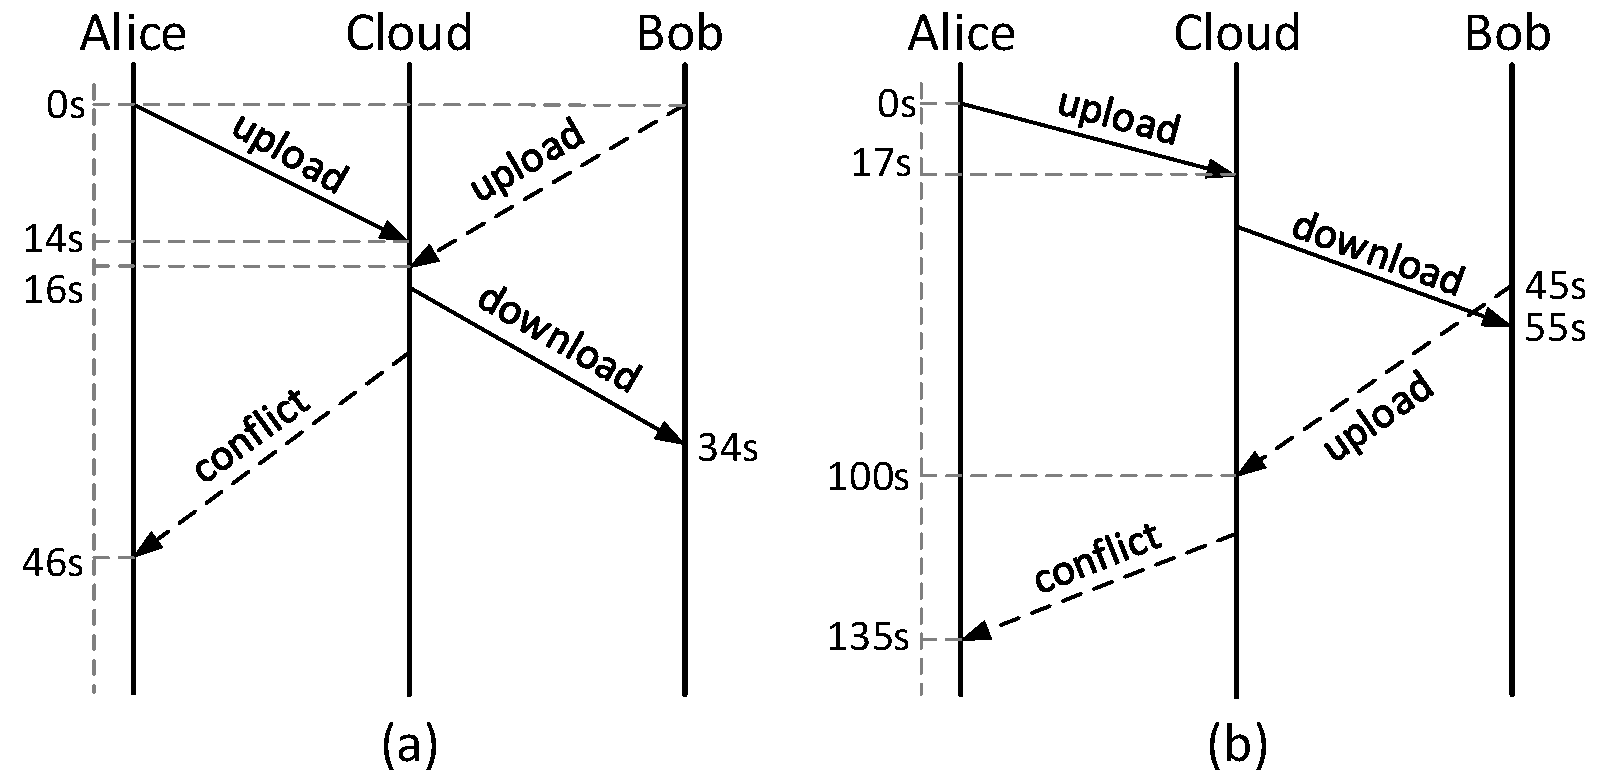 Alice Cloud Bob
0s
upload
upload
14s
16s
download
conflict
34s
46s
(a)
Alice Cloud Bob
0s
upload
17s
download
45s
55s
upload
100s
conflict
135s
(b)